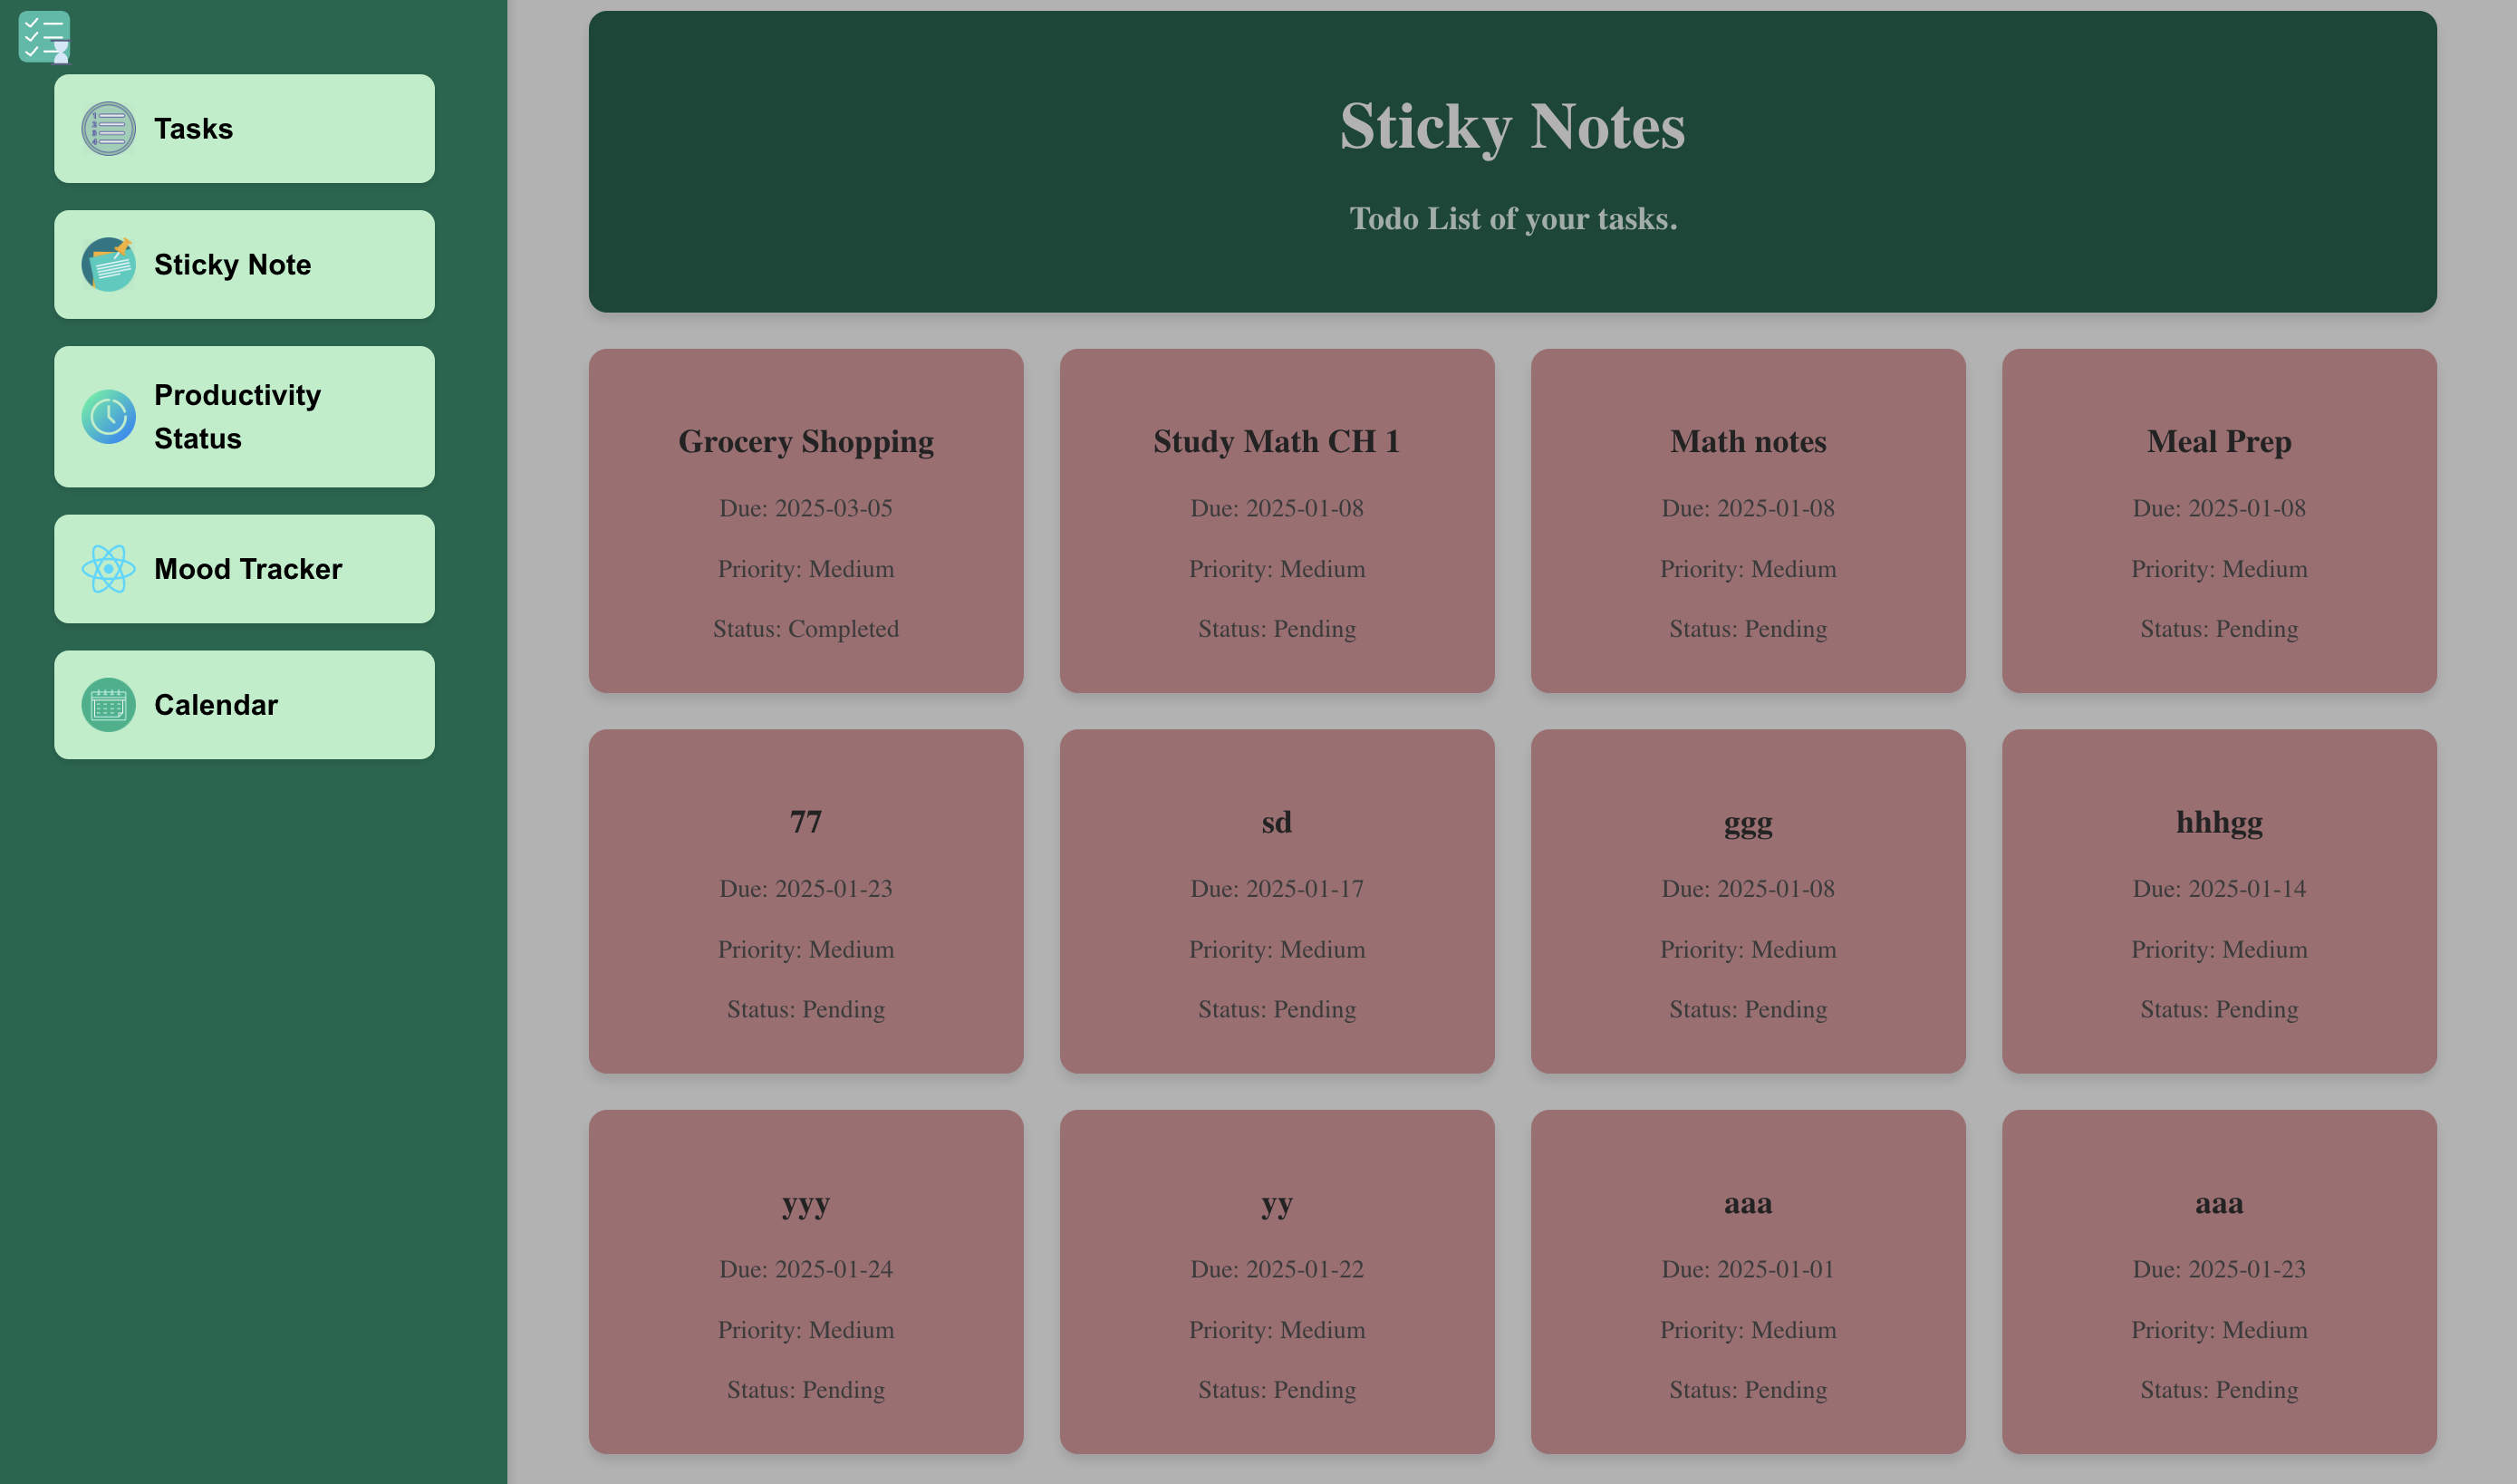 Tasks
Sticky Note
Productivity
Status
Mood Tracker
Calendar
Sticky Notes
Todo List of your tasks.
Grocery Shopping
Due: 2025-03-05
Priority: Medium
Status: Completed
Study Math CH 1
Due: 2025-01-08
Priority: Medium
Status: Pending
Math notes
Due: 2025-01-08
Priority: Medium
Status: Pending
Meal Prep
Due: 2025-01-08
Priority: Medium
Status: Pending
77
Due: 2025-01-23
Priority: Medium
Status: Pending
sd
Due: 2025-01-17
Priority: Medium
Status: Pending
ggg
Due: 2025-01-08
Priority: Medium
Status: Pending
hhhgg
Due: 2025-01-14
Priority: Medium
Status: Pending
yyy
Due: 2025-01-24
Priority: Medium
Status: Pending
yy
Due: 2025-01-22
Priority: Medium
Status: Pending
aaa
Due: 2025-01-01
Priority: Medium
Status: Pending
aaa
Due: 2025-01-23
Priority: Medium
Status: Pending